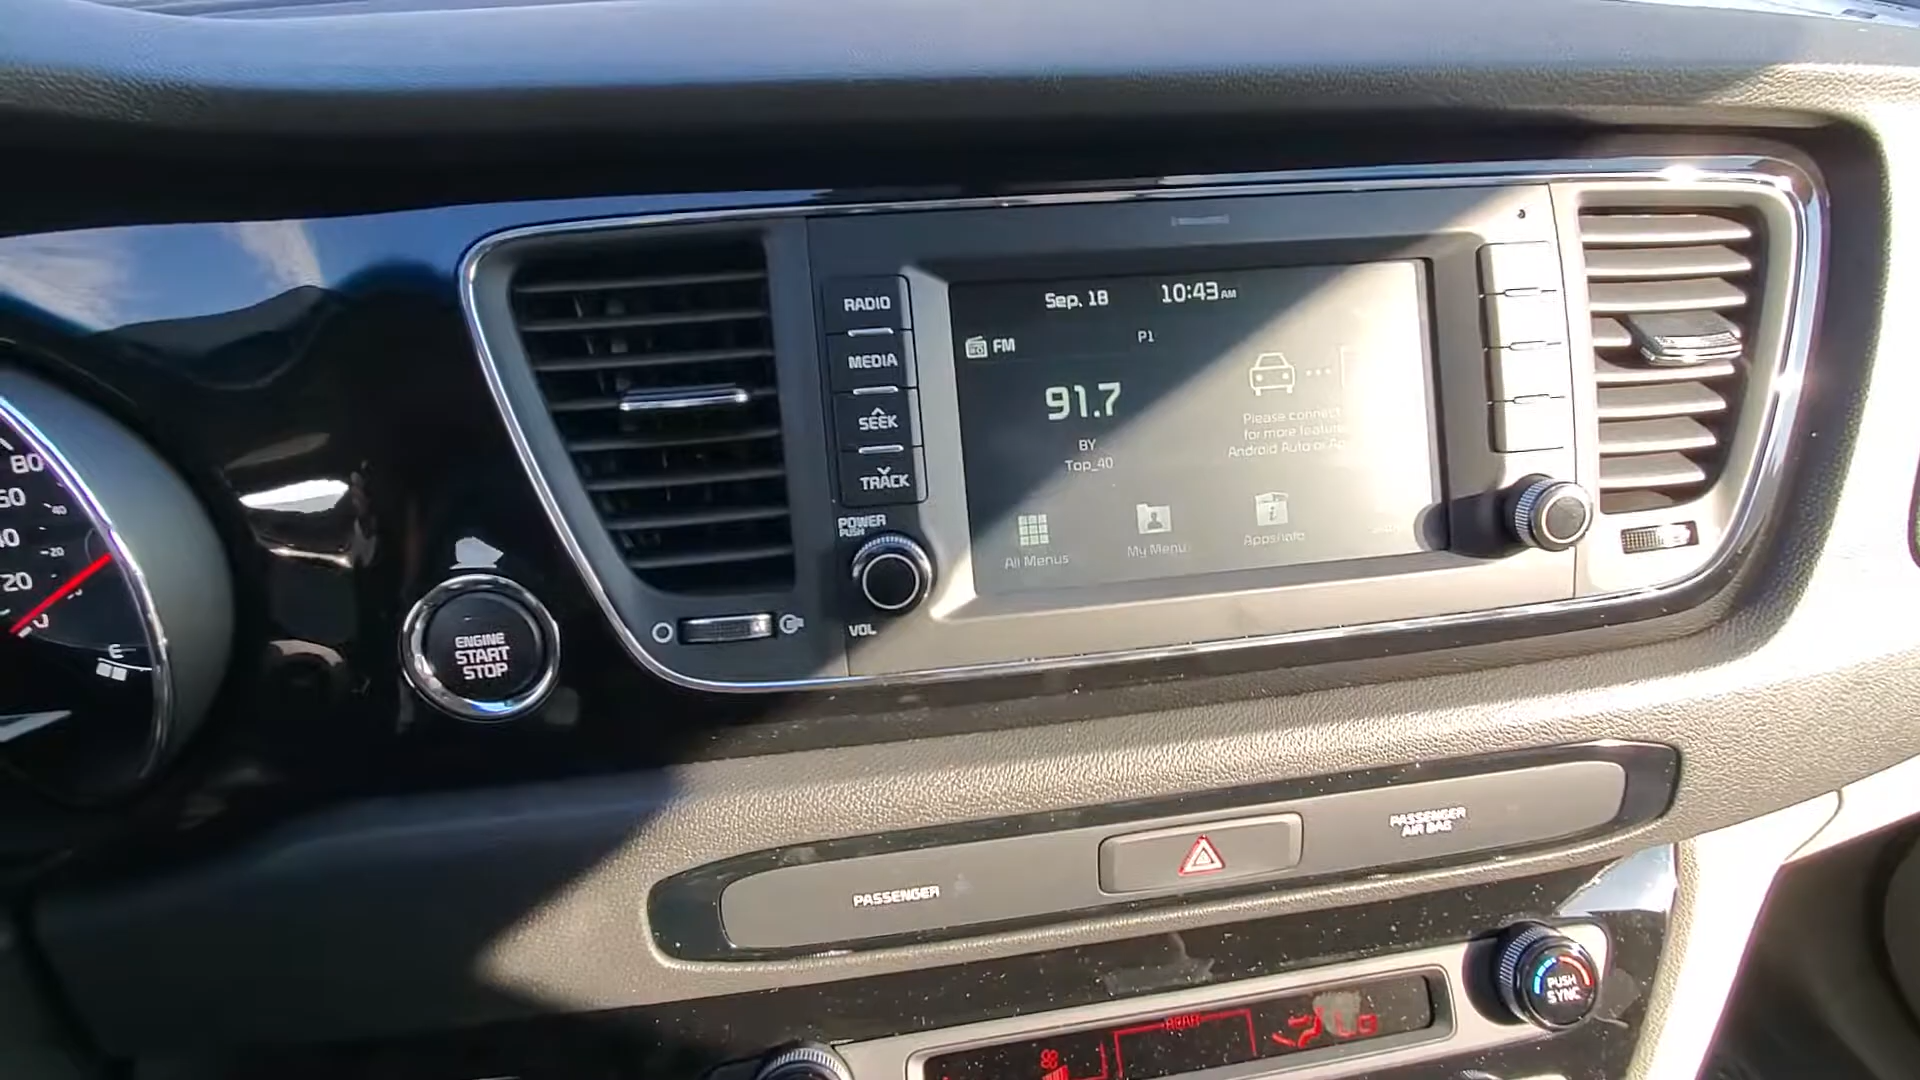 Sep. 18 10:43 AM
FM
P1
91.7
BY
Top_40
Please connect
for more
Android Auto or
All Menus
My Menu
Apps/Info
RADIO
MEDIA
SEEK
TRACK
POWER
PUSH
VOL
ENGINE
START
STOP
80
40
20
20
E
PASSENGER
PASSENGER
AIR BAG
PUSH
SYNC
REAR